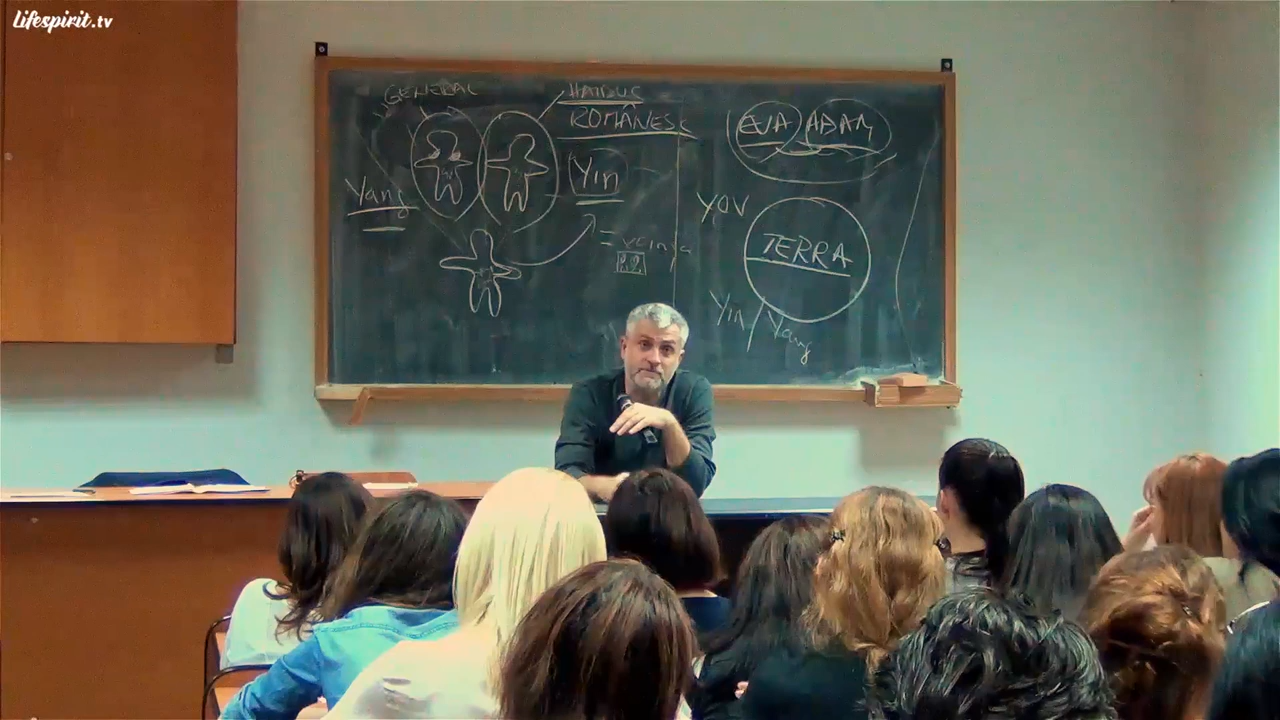 Lifespirit.tv
GENERAL
HAIDUC
ROMÂNESC
Yang
Yin
EVA ADAM
YOV
TERRA
Yin / Yang